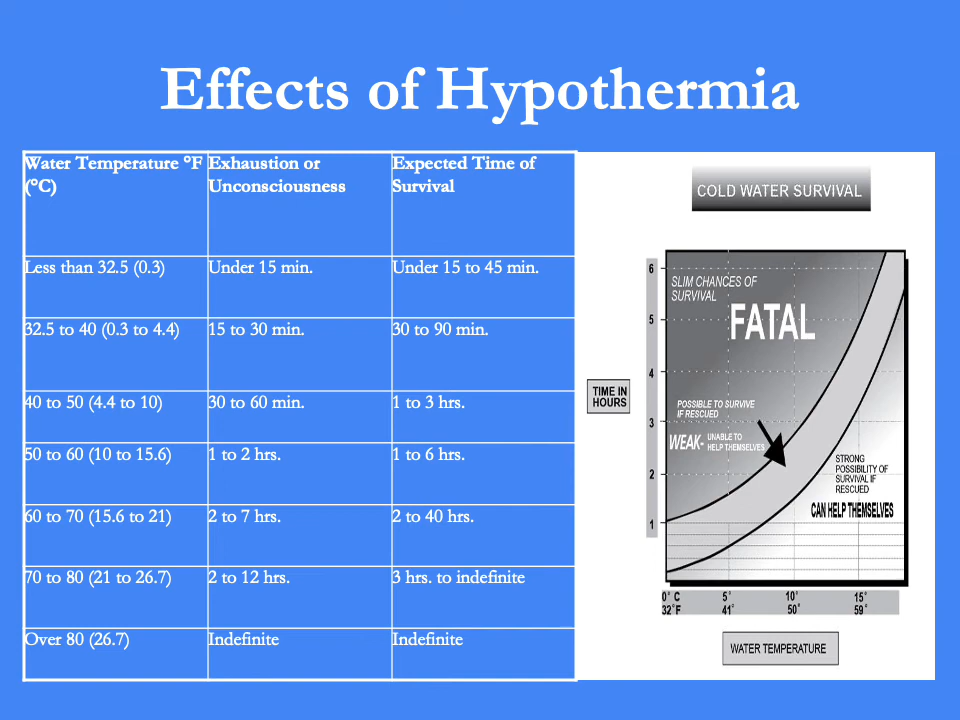 Effects of Hypothermia
Water Temperature °F (°C)
Exhaustion or Unconsciousness
Expected Time of Survival
Less than 32.5 (0.3)
Under 15 min.
Under 15 to 45 min.
32.5 to 40 (0.3 to 4.4)
15 to 30 min.
30 to 90 min.
40 to 50 (4.4 to 10)
30 to 60 min.
1 to 3 hrs.
50 to 60 (10 to 15.6)
1 to 2 hrs.
1 to 6 hrs.
60 to 70 (15.6 to 21)
2 to 7 hrs.
2 to 40 hrs.
70 to 80 (21 to 26.7)
2 to 12 hrs.
3 hrs. to indefinite
Over 80 (26.7)
Indefinite
Indefinite
COLD WATER SURVIVAL
TIME IN
HOURS
6
5
4
3
2
1
SLIM CHANCES OF
SURVIVAL
FATAL
POSSIBLE TO SURVIVE
IF RESCUED
WEAK- UNABLE TO
HELP THEMSELVES
STRONG
POSSIBILITY OF
SURVIVAL IF
RESCUED
CAN HELP THEMSELVES
0° C 5° 10° 15°
32°F 41° 50° 59°
WATER TEMPERATURE